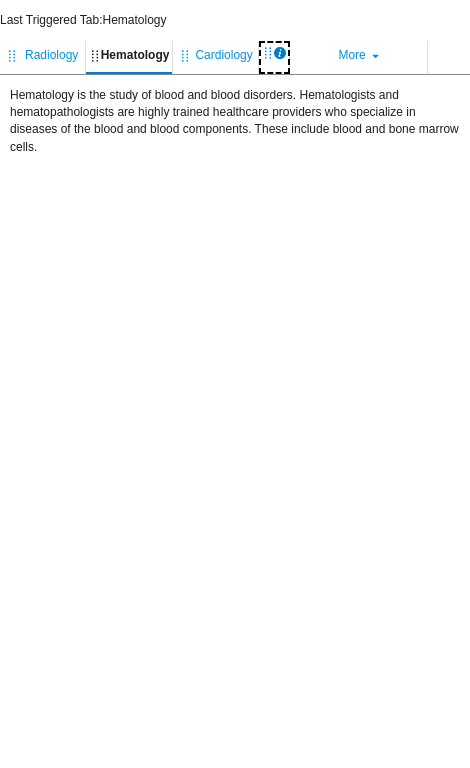 Last Triggered Tab:Hematology
Radiology Hematology Cardiology i More
Hematology is the study of blood and blood disorders. Hematologists and
hematopathologists are highly trained healthcare providers who specialize in
diseases of the blood and blood components. These include blood and bone marrow
cells.